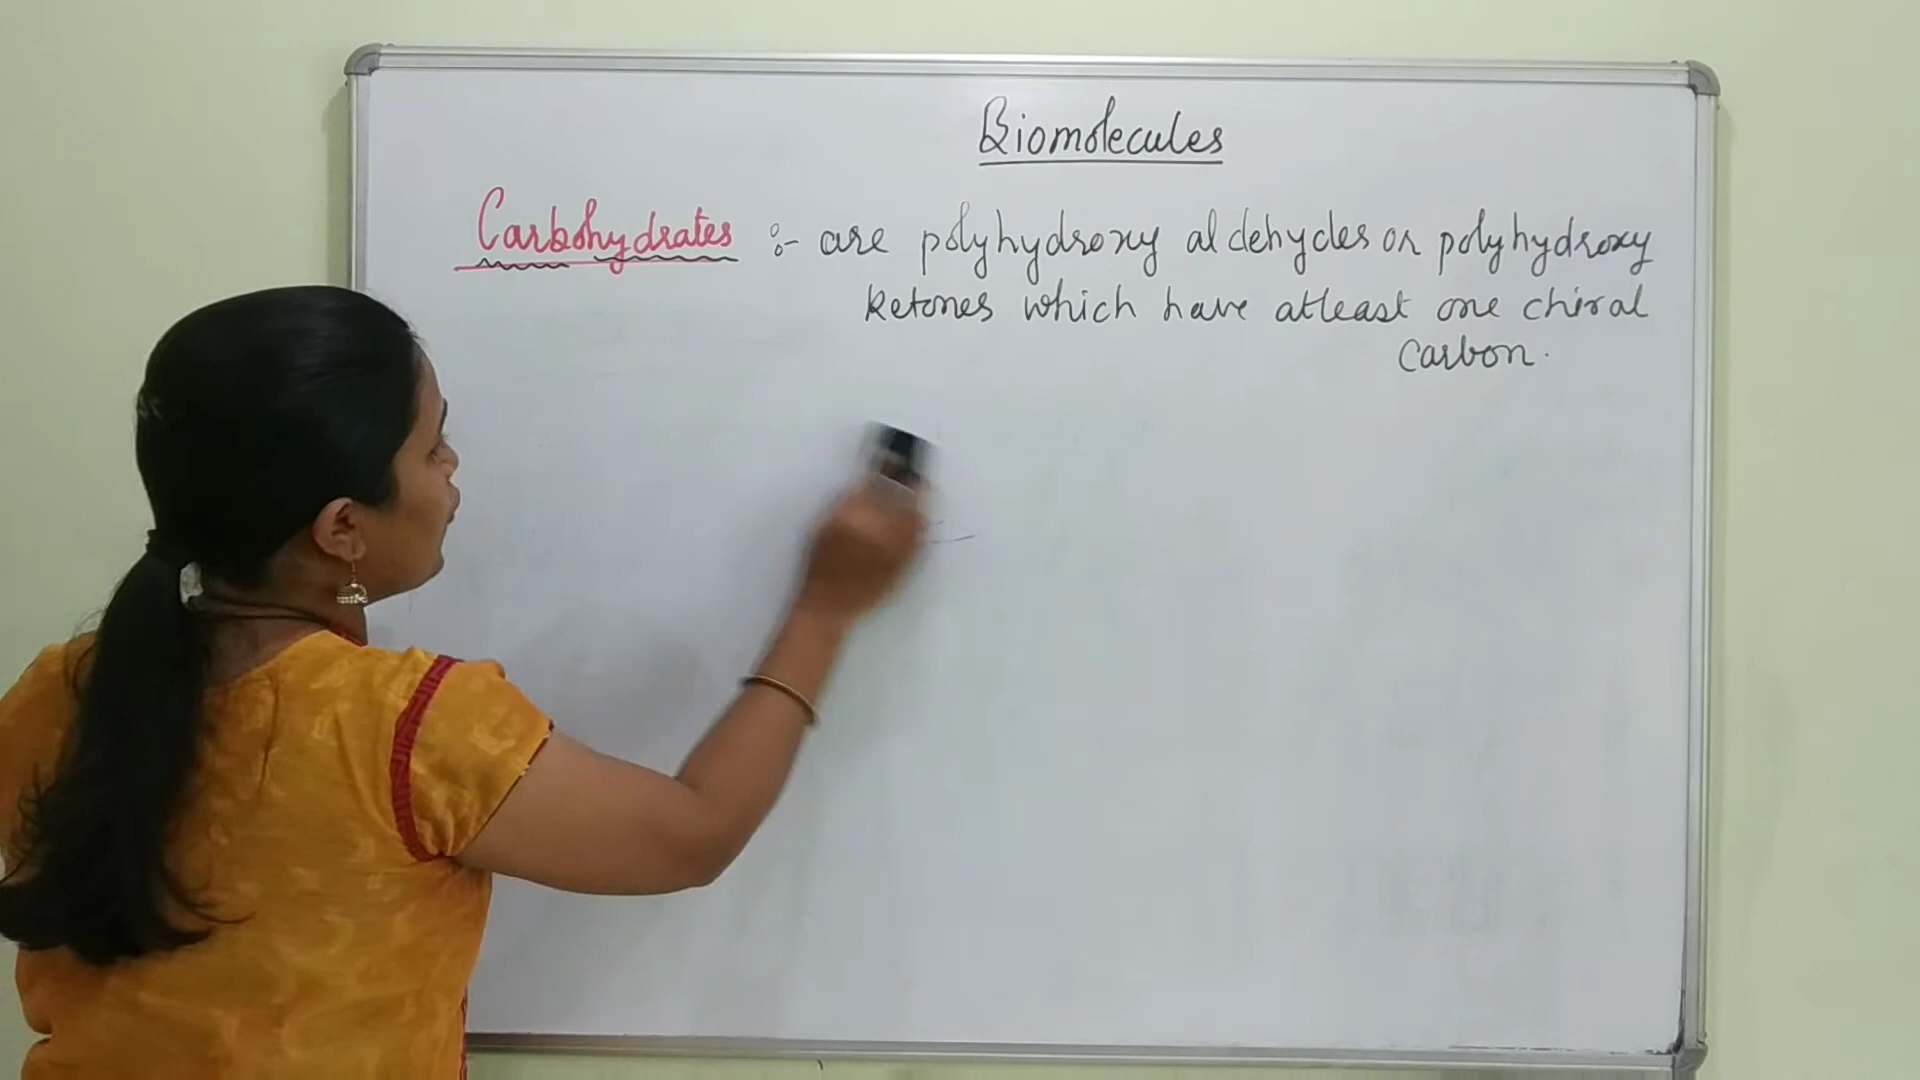 Biomolecules
Carbohydrates :- are polyhydroxy aldehydes or polyhydroxy
ketones which have atleast one chiral
carbon.